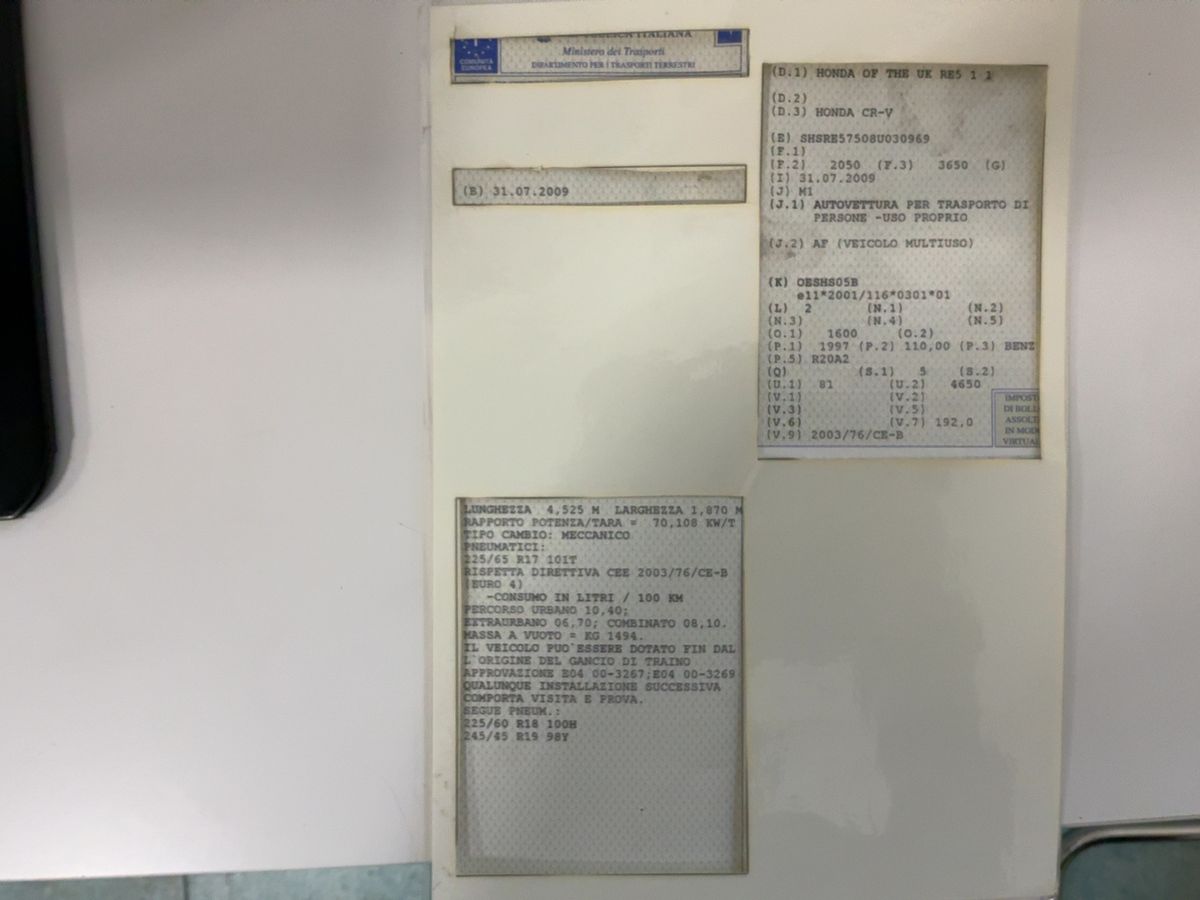 REPUBBLICA ITALIANA
COMUNITÀ
EUROPEA
Ministero dei Trasporti
DIPARTIMENTO PER I TRASPORTI TERRESTRI
(B) 31.07.2009
LUNGHEZZA 4,525 M LARGHEZZA 1,870 M
RAPPORTO POTENZA/TARA = 70,108 KW/T
TIPO CAMBIO: MECCANICO
PNEUMATICI:
225/65 R17 101T
RISPETTA DIRETTIVA CEE 2003/76/CE-B
(EURO 4)
-CONSUMO IN LITRI / 100 KM
PERCORSO URBANO 10,40;
EXTRAURBANO 06,70; COMBINATO 08,10.
MASSA A VUOTO = KG 1494.
IL VEICOLO PUO`ESSERE DOTATO FIN DAL
L`ORIGINE DEL GANCIO DI TRAINO
APPROVAZIONE E04 00-3267;E04 00-3269
QUALUNQUE INSTALLAZIONE SUCCESSIVA
COMPORTA VISITA E PROVA.
SEGUE PNEUM.:
225/60 R18 100H
245/45 R19 98Y
(D.1) HONDA OF THE UK RE5 1 1
(D.2)
(D.3) HONDA CR-V
(E) SHSRE57508U030969
(F.1)
(F.2) 2050 (F.3) 3650 (G)
(I) 31.07.2009
(J) M1
(J.1) AUTOVETTURA PER TRASPORTO DI
PERSONE -USO PROPRIO
(J.2) AF (VEICOLO MULTIUSO)
(K) OESHS05B
e11*2001/116*0301*01
(L) 2 (N.1) (N.2)
(N.3) (N.4) (N.5)
(O.1) 1600 (O.2)
(P.1) 1997 (P.2) 110,00 (P.3) BENZ
(P.5) R20A2
(Q) (S.1) 5 (S.2)
(U.1) 81 (U.2) 4650
(V.1) (V.2)
(V.3) (V.5)
(V.6) (V.7) 192,0
(V.9) 2003/76/CE-B
IMPOST
DI BOLL
ASSOLT
IN MOD
VIRTUA